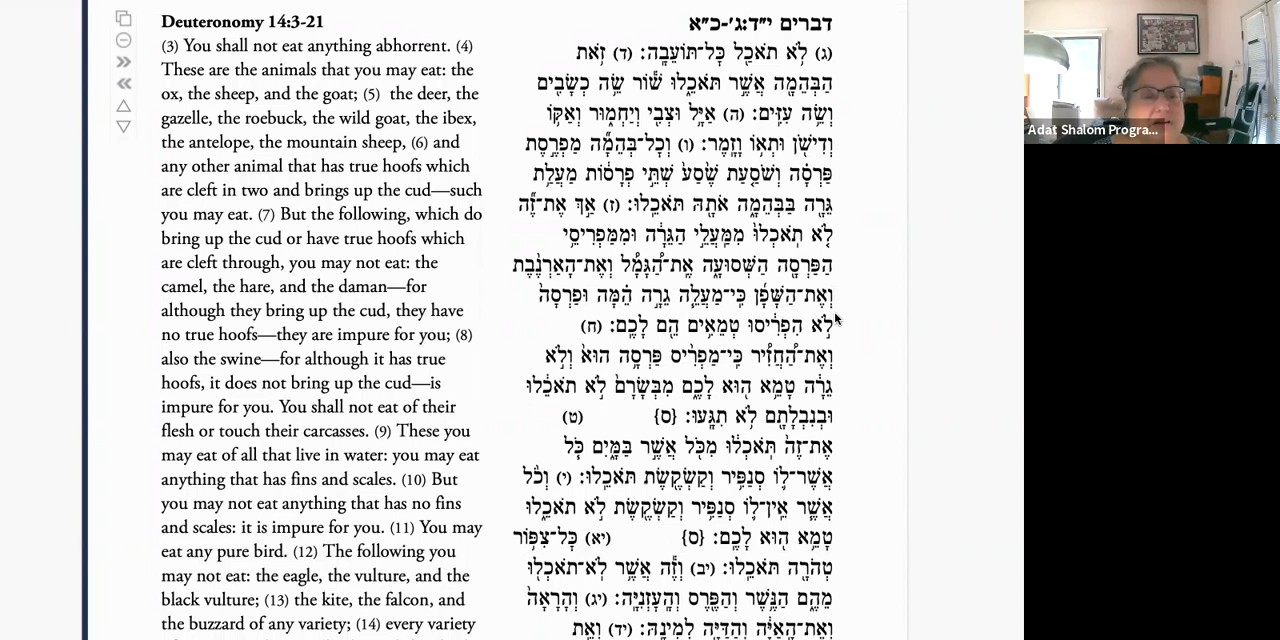 Deuteronomy 14:3-21
(3) You shall not eat anything abhorrent. (4)
These are the animals that you may eat: the
ox, the sheep, and the goat; (5) the deer, the
gazelle, the roebuck, the wild goat, the ibex,
the antelope, the mountain sheep, (6) and
any other animal that has true hoofs which
are cleft in two and brings up the cud—such
you may eat. (7) But the following, which do
bring up the cud or have true hoofs which
are cleft through, you may not eat: the
camel, the hare, and the daman—for
although they bring up the cud, they have
no true hoofs—they are impure for you; (8)
also the swine—for although it has true
hoofs, it does not bring up the cud—is
impure for you. You shall not eat of their
flesh or touch their carcasses. (9) These you
may eat of all that live in water: you may eat
anything that has fins and scales. (10) But
you may not eat anything that has no fins
and scales: it is impure for you. (11) You may
eat any pure bird. (12) The following you
may not eat: the eagle, the vulture, and the
black vulture; (13) the kite, the falcon, and
the buzzard of any variety; (14) every variety
דברים י״ד:ג׳-כ״א
(ג) לֹ֥א תֹאכַ֖ל כׇּל־תּוֹעֵבָֽה׃ (ד) זֹ֥את
הַבְּהֵמָ֖ה אֲשֶׁ֣ר תֹּאכֵ֑לוּ שׁ֕וֹר שֵׂ֥ה כְשָׂבִ֖ים
וְשֵׂ֥ה עִזִּֽים׃ (ה) אַיָּ֥ל וּצְבִ֖י וְיַחְמ֑וּר וְאַקּ֥וֹ
וְדִישֹׁ֖ן וּתְא֥וֹ וָזָֽמֶר׃ (ו) וְכׇל־בְּהֵמָ֞ה מַפְרֶ֣סֶת
פַּרְסָ֗ה וְשֹׁסַ֤עַת שֶׁ֙סַע֙ שְׁתֵּ֣י פְרָס֔וֹת מַעֲלַ֥ת
גֵּרָ֖ה בַּבְּהֵמָ֑ה אֹתָ֖הּ תֹּאכֵֽלוּ׃ (ז) אַ֣ךְ אֶת־זֶ֞ה
לֹ֤א תֹֽאכְלוּ֙ מִמַּֽעֲלֵ֣י הַגֵּרָ֔ה וּמִמַּפְרִיסֵ֥י
הַפַּרְסָ֖ה הַשְּׁסוּעָ֑ה אֶֽת־הַ֠גָּמָ֠ל וְאֶת־הָאַרְנֶ֨בֶת
וְאֶת־הַשָּׁפָ֜ן כִּֽי־מַעֲלֵ֧ה גֵרָ֣ה הֵ֗מָּה וּפַרְסָה֙
לֹ֣א הִפְרִ֔יסוּ טְמֵאִ֥ים הֵ֖ם לָכֶֽם׃ (ח)
וְאֶת־הַ֠חֲזִ֠יר כִּֽי־מַפְרִ֨יס פַּרְסָ֥ה הוּא֙ וְלֹ֣א
גֵרָ֔ה טָמֵ֥א ה֖וּא לָכֶ֑ם מִבְּשָׂרָם֙ לֹ֣א תֹאכֵ֔לוּ
וּבְנִבְלָתָ֖ם לֹ֥א תִגָּֽעוּ׃ {ס} (ט)
אֶת־זֶה֙ תֹּֽאכְל֔וּ מִכֹּ֖ל אֲשֶׁ֣ר בַּמָּ֑יִם כֹּ֧ל
אֲשֶׁר־ל֛וֹ סְנַפִּ֥יר וְקַשְׂקֶ֖שֶׂת תֹּאכֵֽלוּ׃ (י) וְכֹ֨ל
אֲשֶׁ֧ר אֵֽין־ל֛וֹ סְנַפִּ֥יר וְקַשְׂקֶ֖שֶׂת לֹ֣א תֹאכֵ֑לוּ
טָמֵ֥א ה֖וּא לָכֶֽם׃ {ס} (יא) כׇּל־צִפּ֥וֹר
טְהֹרָ֖ה תֹּאכֵֽלוּ׃ (יב) וְזֶ֕ה אֲשֶׁ֥ר לֹֽא־תֹאכְל֖וּ
מֵהֶ֑ם הַנֶּ֥שֶׁר וְהַפֶּ֖רֶס וְהָֽעׇזְנִיָּֽה׃ (יג) וְהָרָאָה֙
וְאֶת־הָ֣אַיָּ֔ה וְהַדַּיָּ֖ה לְמִינָֽהּ׃ (יד) וְאֵ֥ת
Adat Shalom Progra...